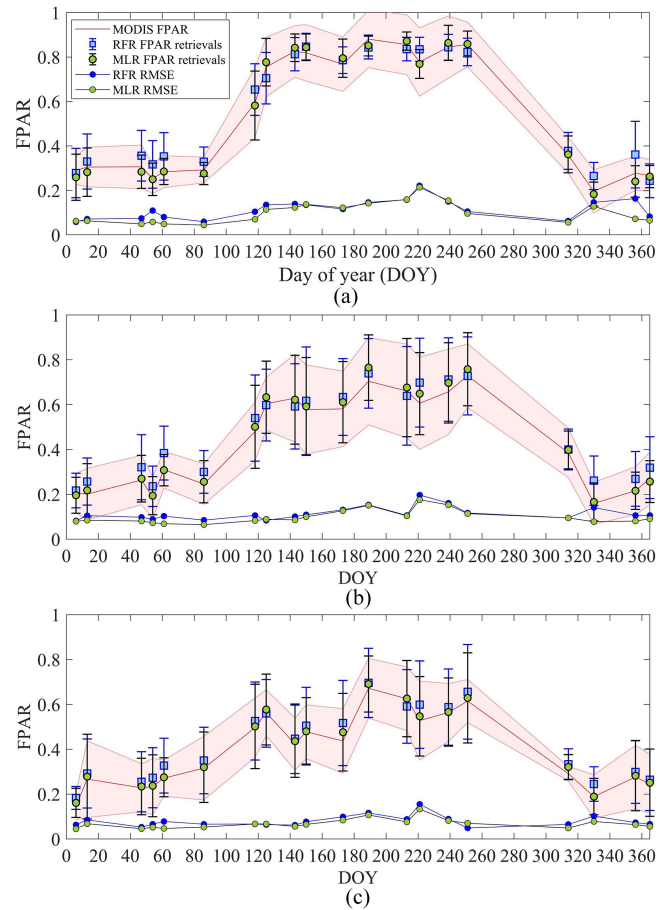 1
0.8
0.6
0.4
0.2
0
FPAR
MODIS FPAR
RFR FPAR retrievals
MLR FPAR retrievals
RFR RMSE
MLR RMSE
0 20 40 60 80 100 120 140 160 180 200 220 240 260 280 300 320 340 360
Day of year (DOY)
(a)
1
0.8
0.6
0.4
0.2
0
FPAR
0 20 40 60 80 100 120 140 160 180 200 220 240 260 280 300 320 340 360
DOY
(b)
1
0.8
0.6
0.4
0.2
0
FPAR
0 20 40 60 80 100 120 140 160 180 200 220 240 260 280 300 320 340 360
DOY
(c)